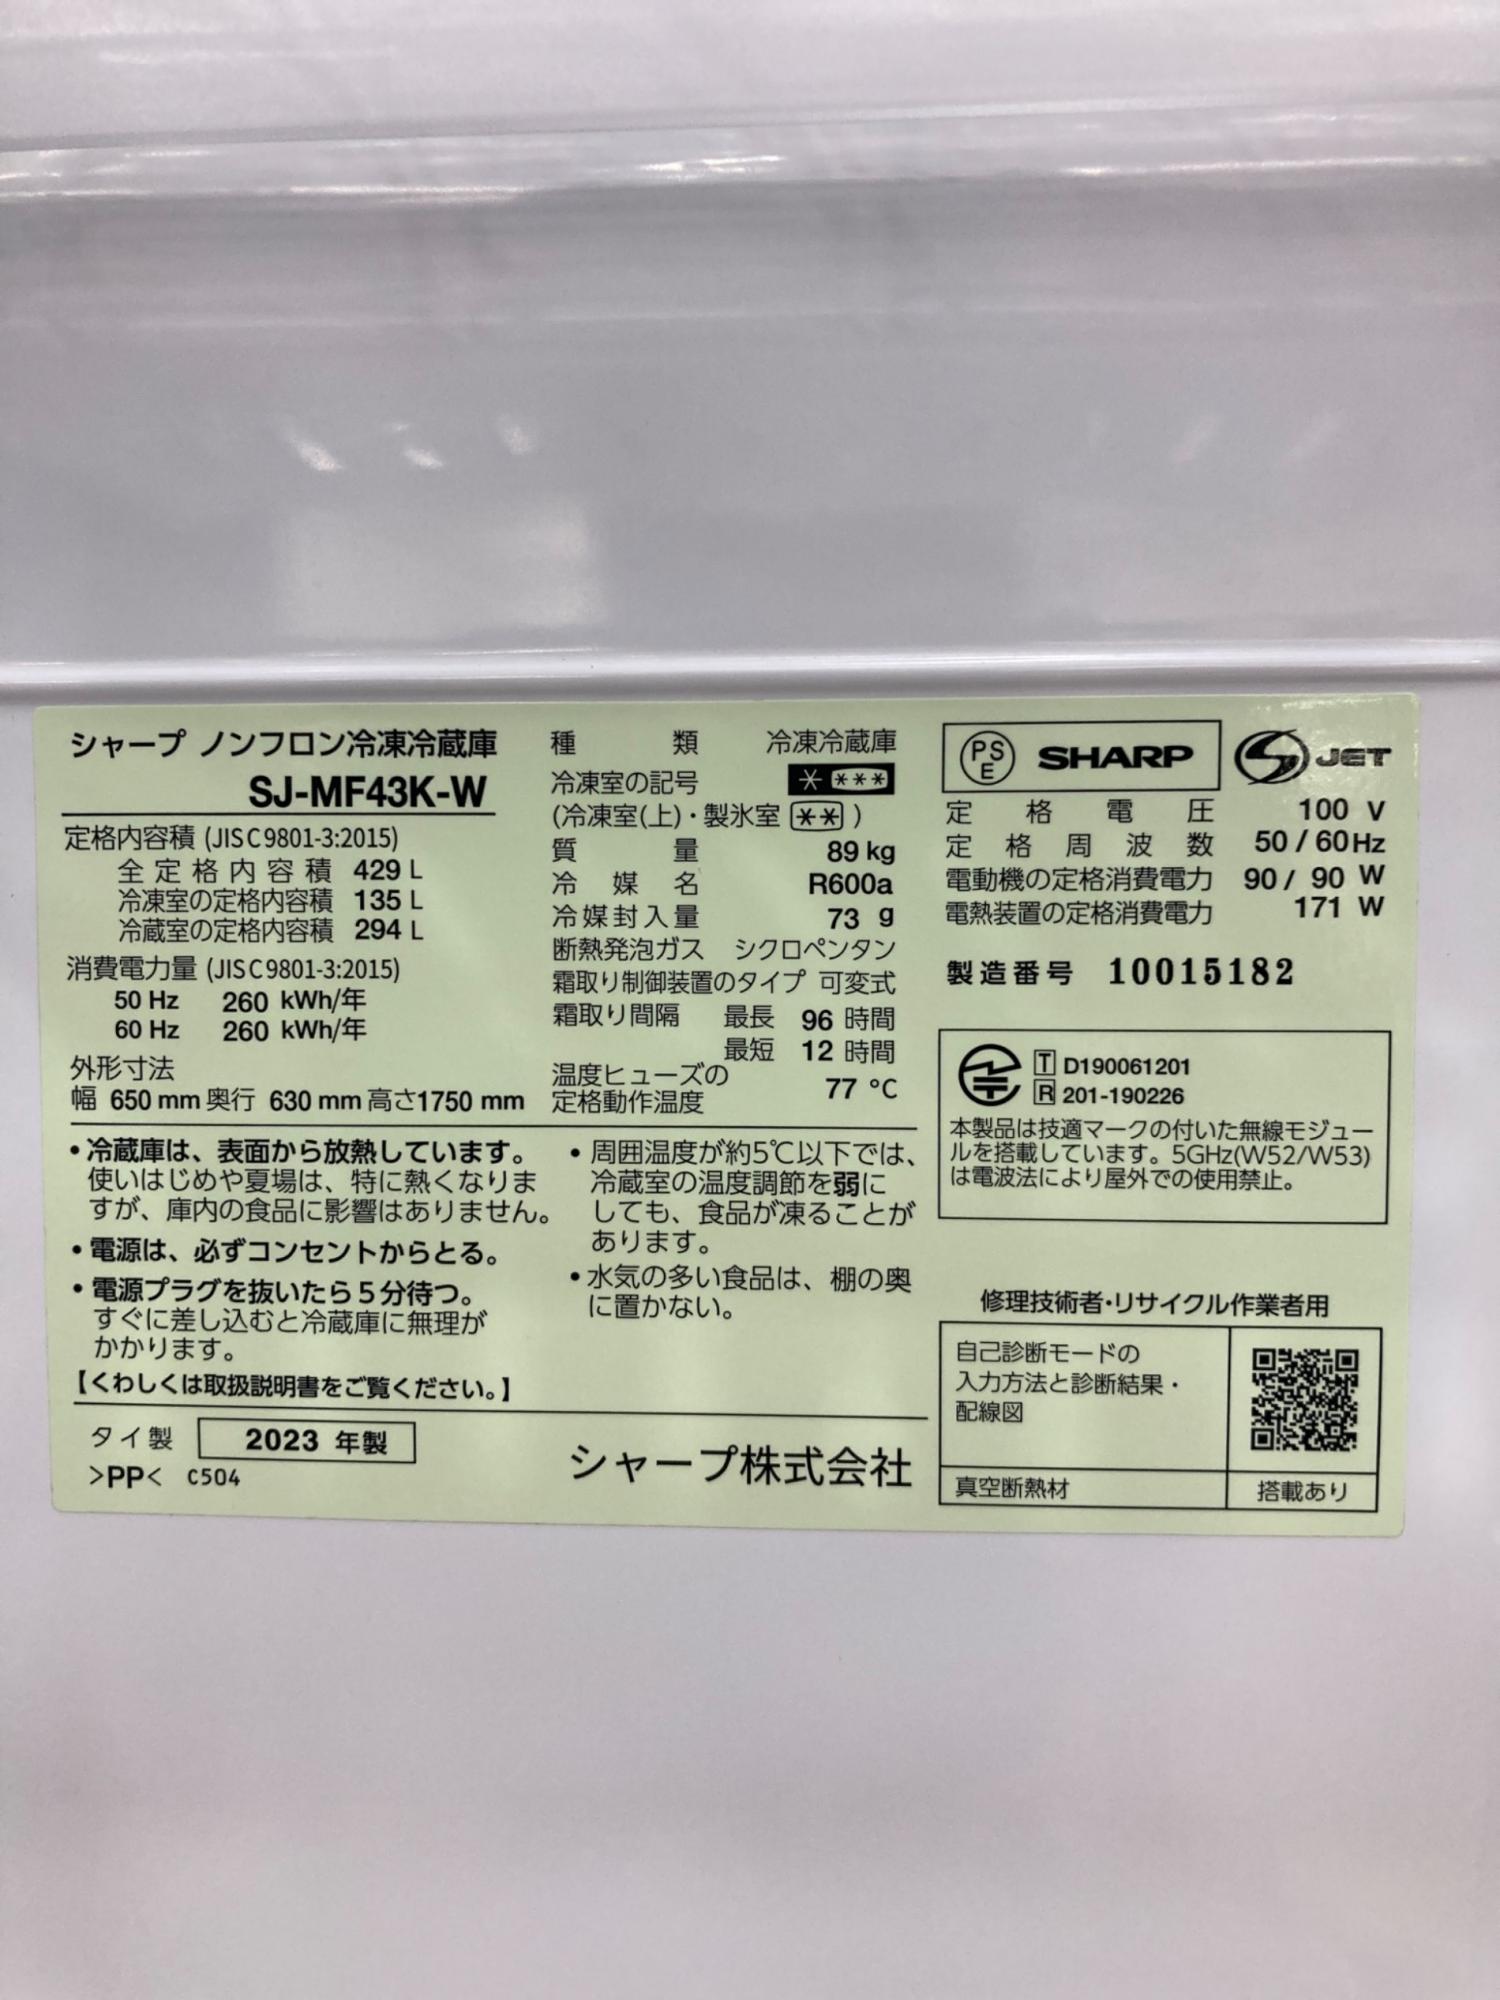 シャープ ノンフロン冷凍冷蔵庫
SJ-MF43K-W
定格内容積 (JIS C 9801-3:2015)
全定格内容積 429 L
冷凍室の定格内容積 135 L
冷蔵室の定格内容積 294 L
消費電力量 (JIS C 9801-3:2015)
50 Hz 260 kWh/年
60 Hz 260 kWh/年
外形寸法
幅 650 mm 奥行 630 mm 高さ1750 mm
種類 冷凍冷蔵庫
冷凍室の記号 * ***
(冷凍室(上)・製氷室 ** )
質量 89 kg
冷媒名 R600a
冷媒封入量 73 g
断熱発泡ガス シクロペンタン
霜取り制御装置のタイプ 可変式
霜取り間隔 最長 96 時間
最短 12 時間
温度ヒューズの
定格動作温度 77 ℃
PS
E
SHARP
S JET
定格電圧 100 V
定格周波数 50 / 60 Hz
電動機の定格消費電力 90 / 90 W
電熱装置の定格消費電力 171 W
製造番号 10015182
T D190061201
R 201-190226
本製品は技適マークの付いた無線モジュー
ルを搭載しています。5GHz(W52/W53)
は電波法により屋外での使用禁止。
• 冷蔵庫は、表面から放熱しています。
使いはじめや夏場は、特に熱くなりま
すが、庫内の食品に影響はありません。
• 電源は、必ずコンセントからとる。
• 電源プラグを抜いたら5分待つ。
すぐに差し込むと冷蔵庫に無理が
かかります。
【くわしくは取扱説明書をご覧ください。】
• 周囲温度が約5℃以下では、
冷蔵室の温度調節を弱に
しても、食品が凍ることが
あります。
• 水気の多い食品は、棚の奥
に置かない。
修理技術者・リサイクル作業者用
自己診断モードの
入力方法と診断結果・
配線図
真空断熱材 搭載あり
タイ製 2023 年製
>PP< C504
シャープ株式会社